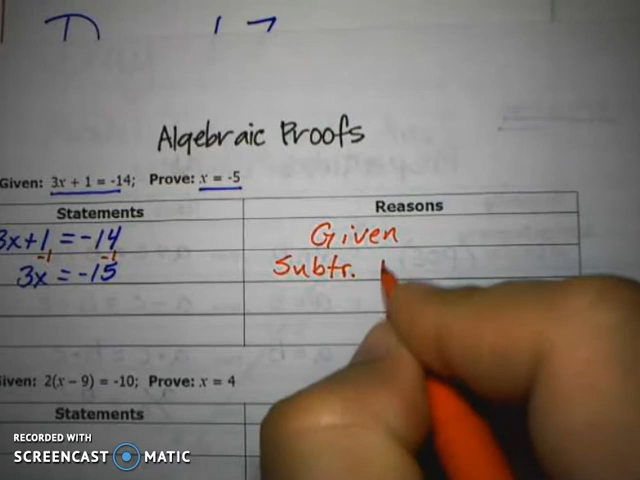 Algebraic Proofs
Given: 3x + 1 = -14; Prove: x = -5
Statements Reasons
3x+1 = -14 Given
-1 -1
3x = -15 Subtr.
Given: 2(x - 9) = -10; Prove: x = 4
Statements
RECORDED WITH
SCREENCAST MATIC